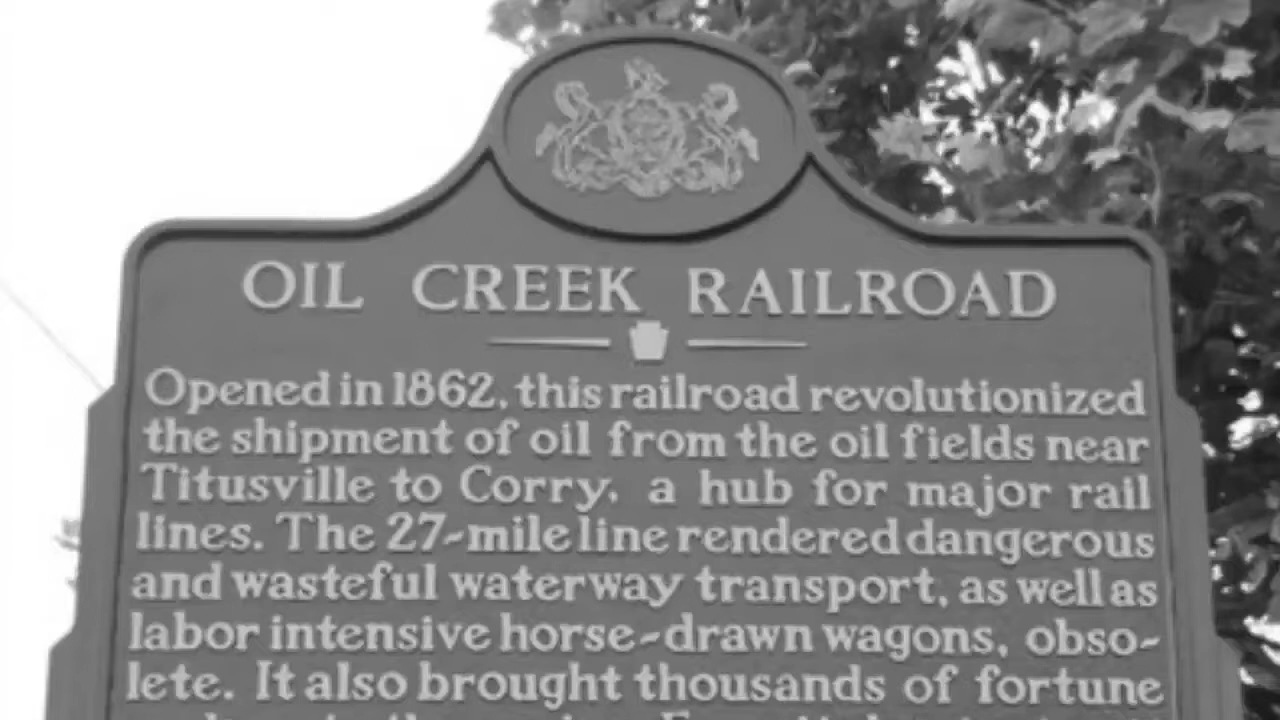 OIL CREEK RAILROAD
Opened in 1862, this railroad revolutionized
the shipment of oil from the oil fields near
Titusville to Corry, a hub for major rail
lines. The 27-mile line rendered dangerous
and wasteful waterway transport, as well as
labor intensive horse-drawn wagons, obso-
lete. It also brought thousands of fortune